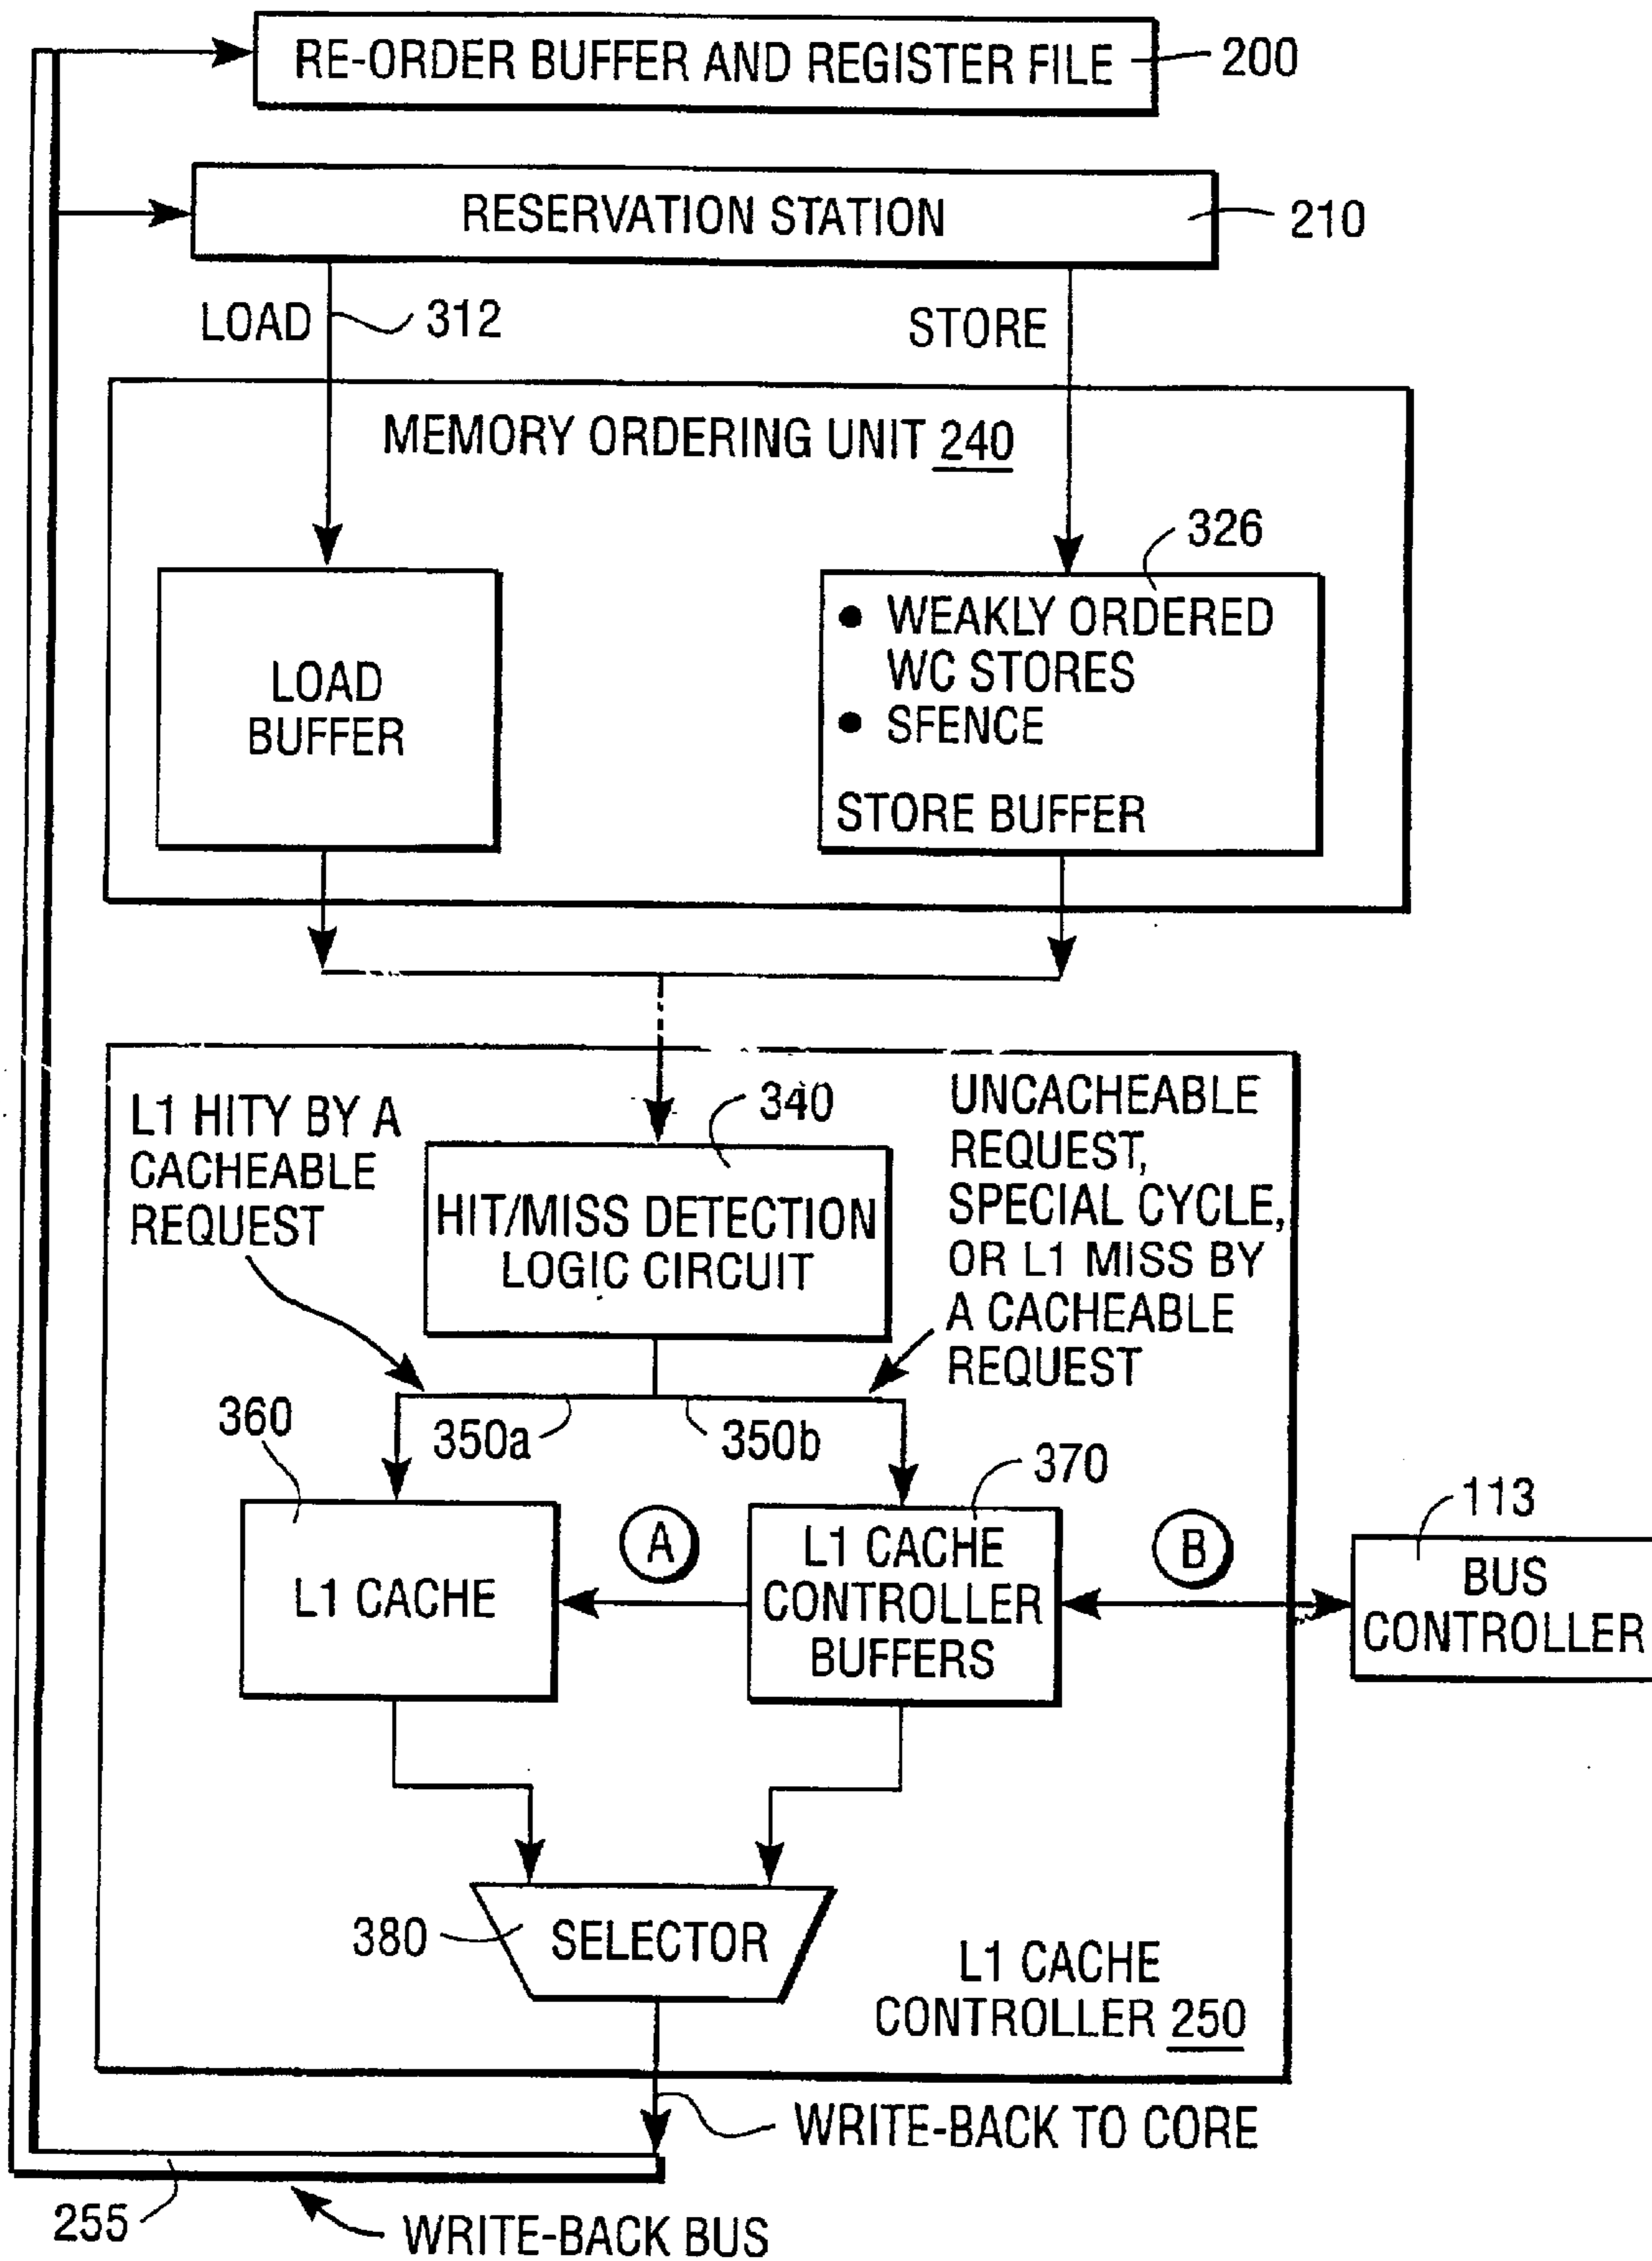 RE-ORDER BUFFER AND REGISTER FILE
200
RESERVATION STATION
210
LOAD
312
STORE
MEMORY ORDERING UNIT 240
326
LOAD
BUFFER
● WEAKLY ORDERED
WC STORES
● SFENCE
STORE BUFFER
L1 HITY BY A
CACHEABLE
REQUEST
340
HIT/MISS DETECTION
LOGIC CIRCUIT
UNCACHEABLE
REQUEST,
SPECIAL CYCLE,
OR L1 MISS BY
A CACHEABLE
REQUEST
360
350a
350b
370
113
L1 CACHE
A
L1 CACHE
CONTROLLER
BUFFERS
B
BUS
CONTROLLER
380
SELECTOR
L1 CACHE
CONTROLLER 250
WRITE-BACK TO CORE
255
WRITE-BACK BUS